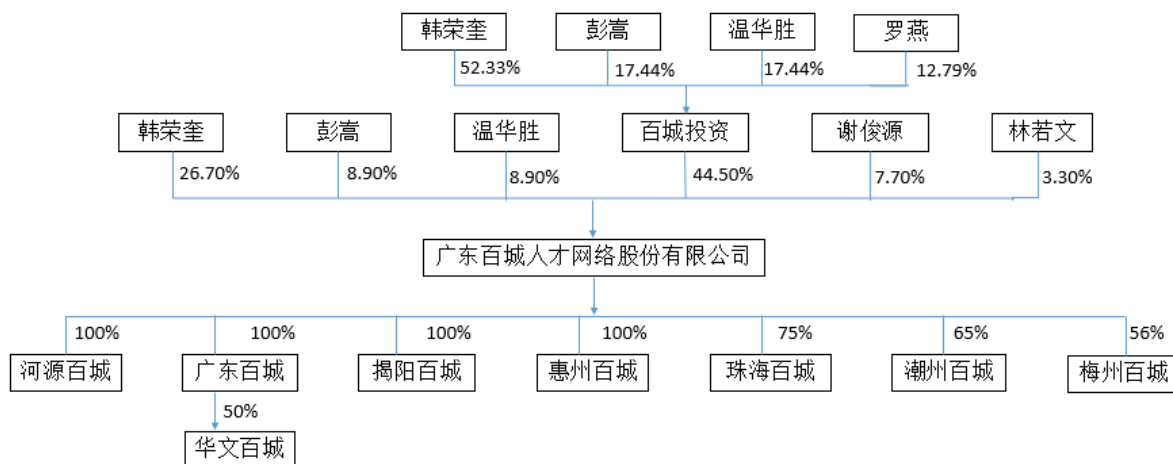 韩荣奎 彭嵩 温华胜 罗燕
52.33% 17.44% 17.44% 12.79%
韩荣奎 彭嵩 温华胜 百城投资 谢俊源 林若文
26.70% 8.90% 8.90% 44.50% 7.70% 3.30%
广东百城人才网络股份有限公司
100% 100% 100% 100% 75% 65% 56%
河源百城 广东百城 揭阳百城 惠州百城 珠海百城 潮州百城 梅州百城
50%
华文百城